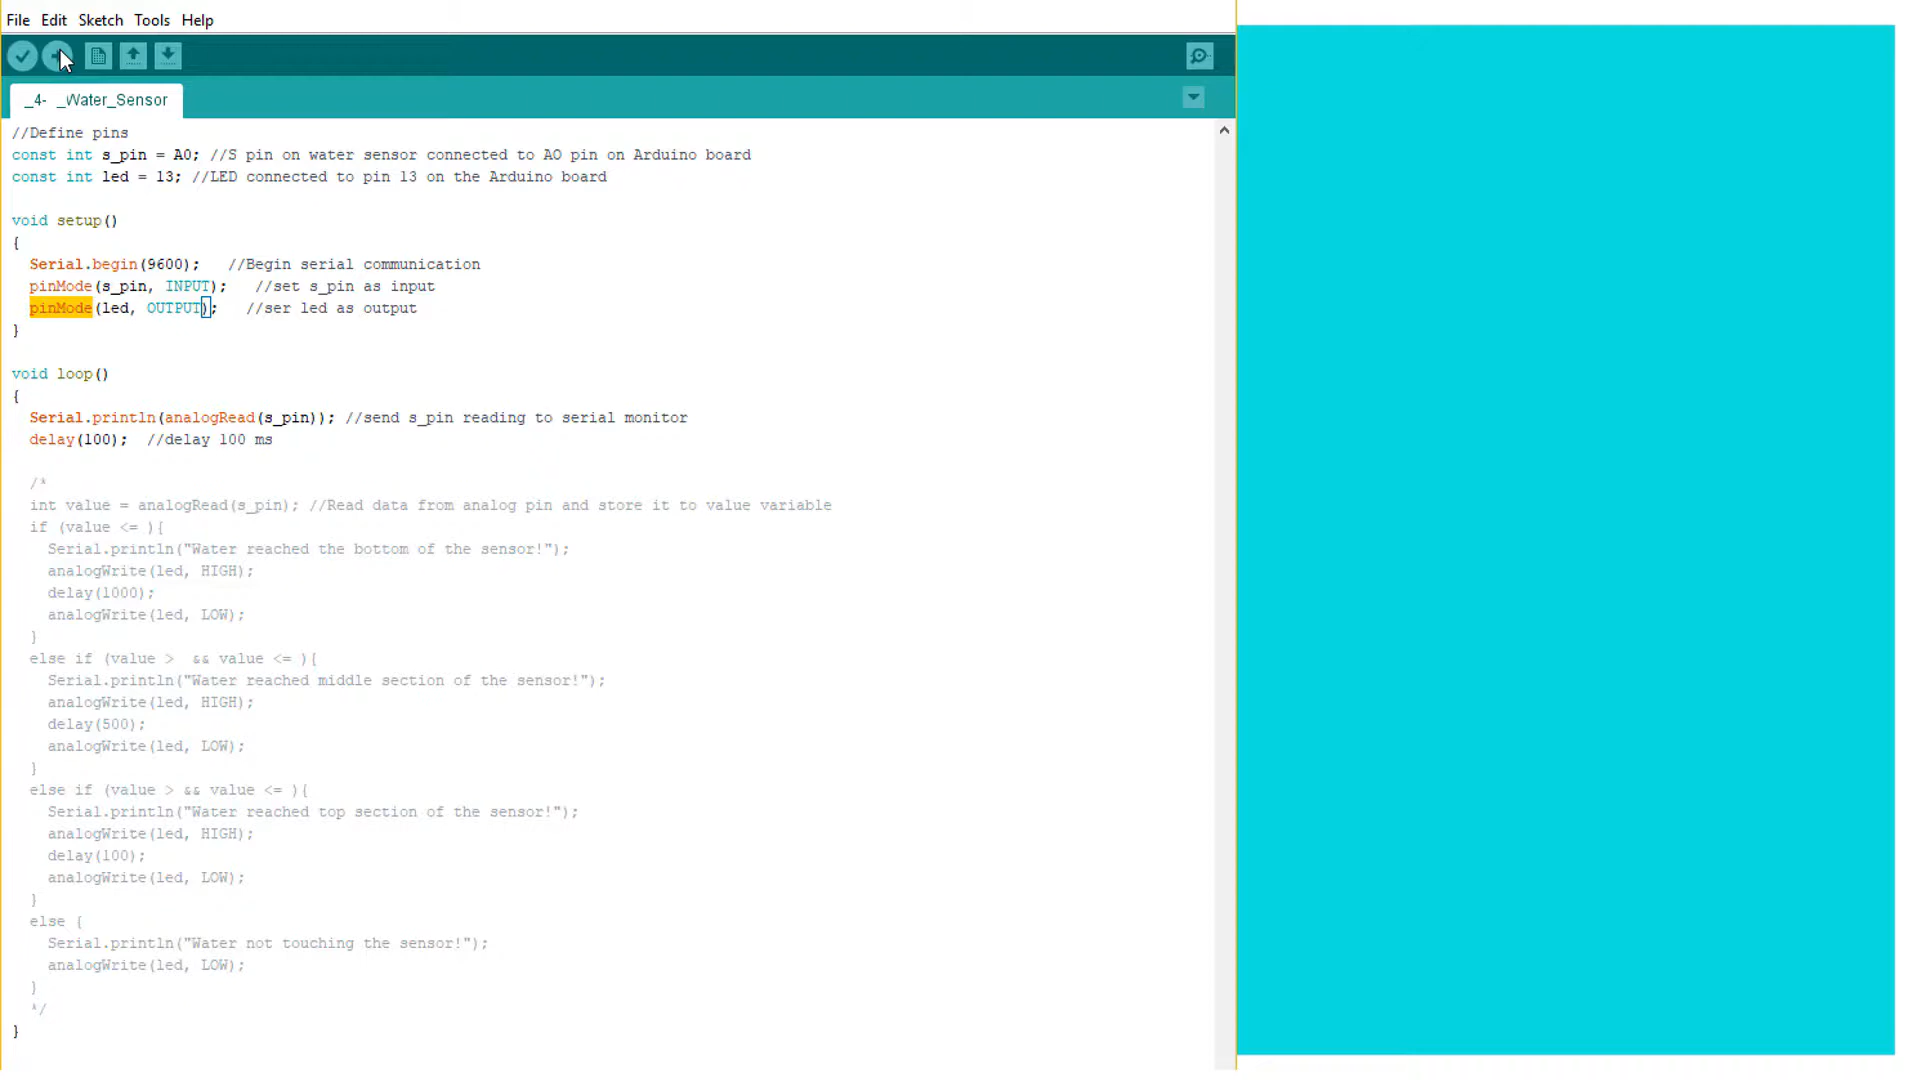 File Edit Sketch Tools Help
_4- _Water_Sensor
//Define pins
const int s_pin = A0; //S pin on water sensor connected to A0 pin on Arduino board
const int led = 13; //LED connected to pin 13 on the Arduino board
void setup()
{
Serial.begin(9600); //Begin serial communication
pinMode(s_pin, INPUT); //set s_pin as input
pinMode(led, OUTPUT); //ser led as output
}
void loop()
{
Serial.println(analogRead(s_pin)); //send s_pin reading to serial monitor
delay(100); //delay 100 ms
/*
int value = analogRead(s_pin); //Read data from analog pin and store it to value variable
if (value <= ){
Serial.println("Water reached the bottom of the sensor!");
analogWrite(led, HIGH);
delay(1000);
analogWrite(led, LOW);
}
else if (value >  && value <= ){
Serial.println("Water reached middle section of the sensor!");
analogWrite(led, HIGH);
delay(500);
analogWrite(led, LOW);
}
else if (value > && value <= ){
Serial.println("Water reached top section of the sensor!");
analogWrite(led, HIGH);
delay(100);
analogWrite(led, LOW);
}
else {
Serial.println("Water not touching the sensor!");
analogWrite(led, LOW);
}
*/
}